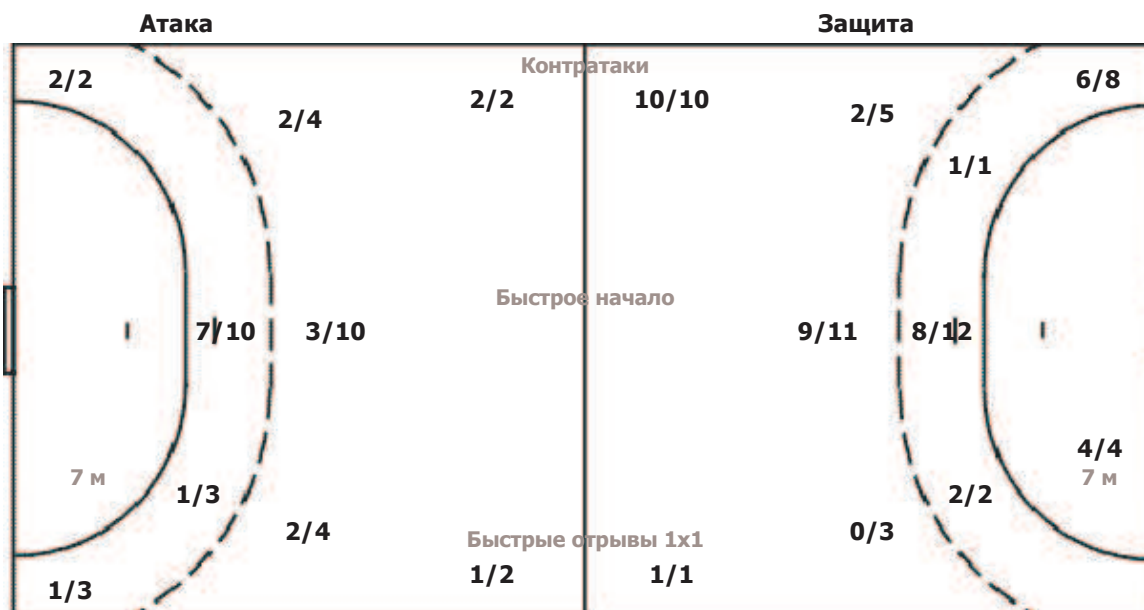 Атака Защита
Контратаки
2/2 6/8
2/2 10/10
2/4 2/5
1/1
Быстрое начало
7/10 3/10 9/11 8/12
4/4
7 м 7 м
1/3 2/2
2/4 0/3
Быстрые отрывы 1x1
1/2 1/1
1/3